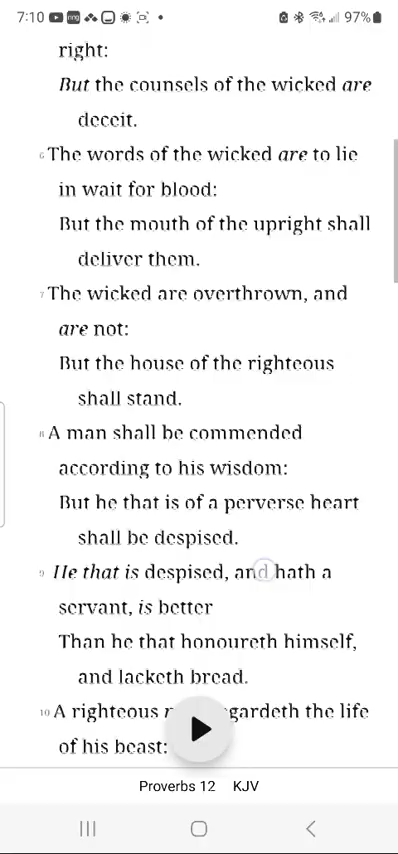 7:10 97%
right:
But the counsels of the wicked are
deceit.
6 The words of the wicked are to lie
in wait for blood:
But the mouth of the upright shall
deliver them.
7 The wicked are overthrown, and
are not:
But the house of the righteous
shall stand.
8 A man shall be commended
according to his wisdom:
But he that is of a perverse heart
shall be despised.
9 He that is despised, and hath a
servant, is better
Than he that honoureth himself,
and lacketh bread.
10 A righteous regardeth the life
of his beast:
Proverbs 12 KJV